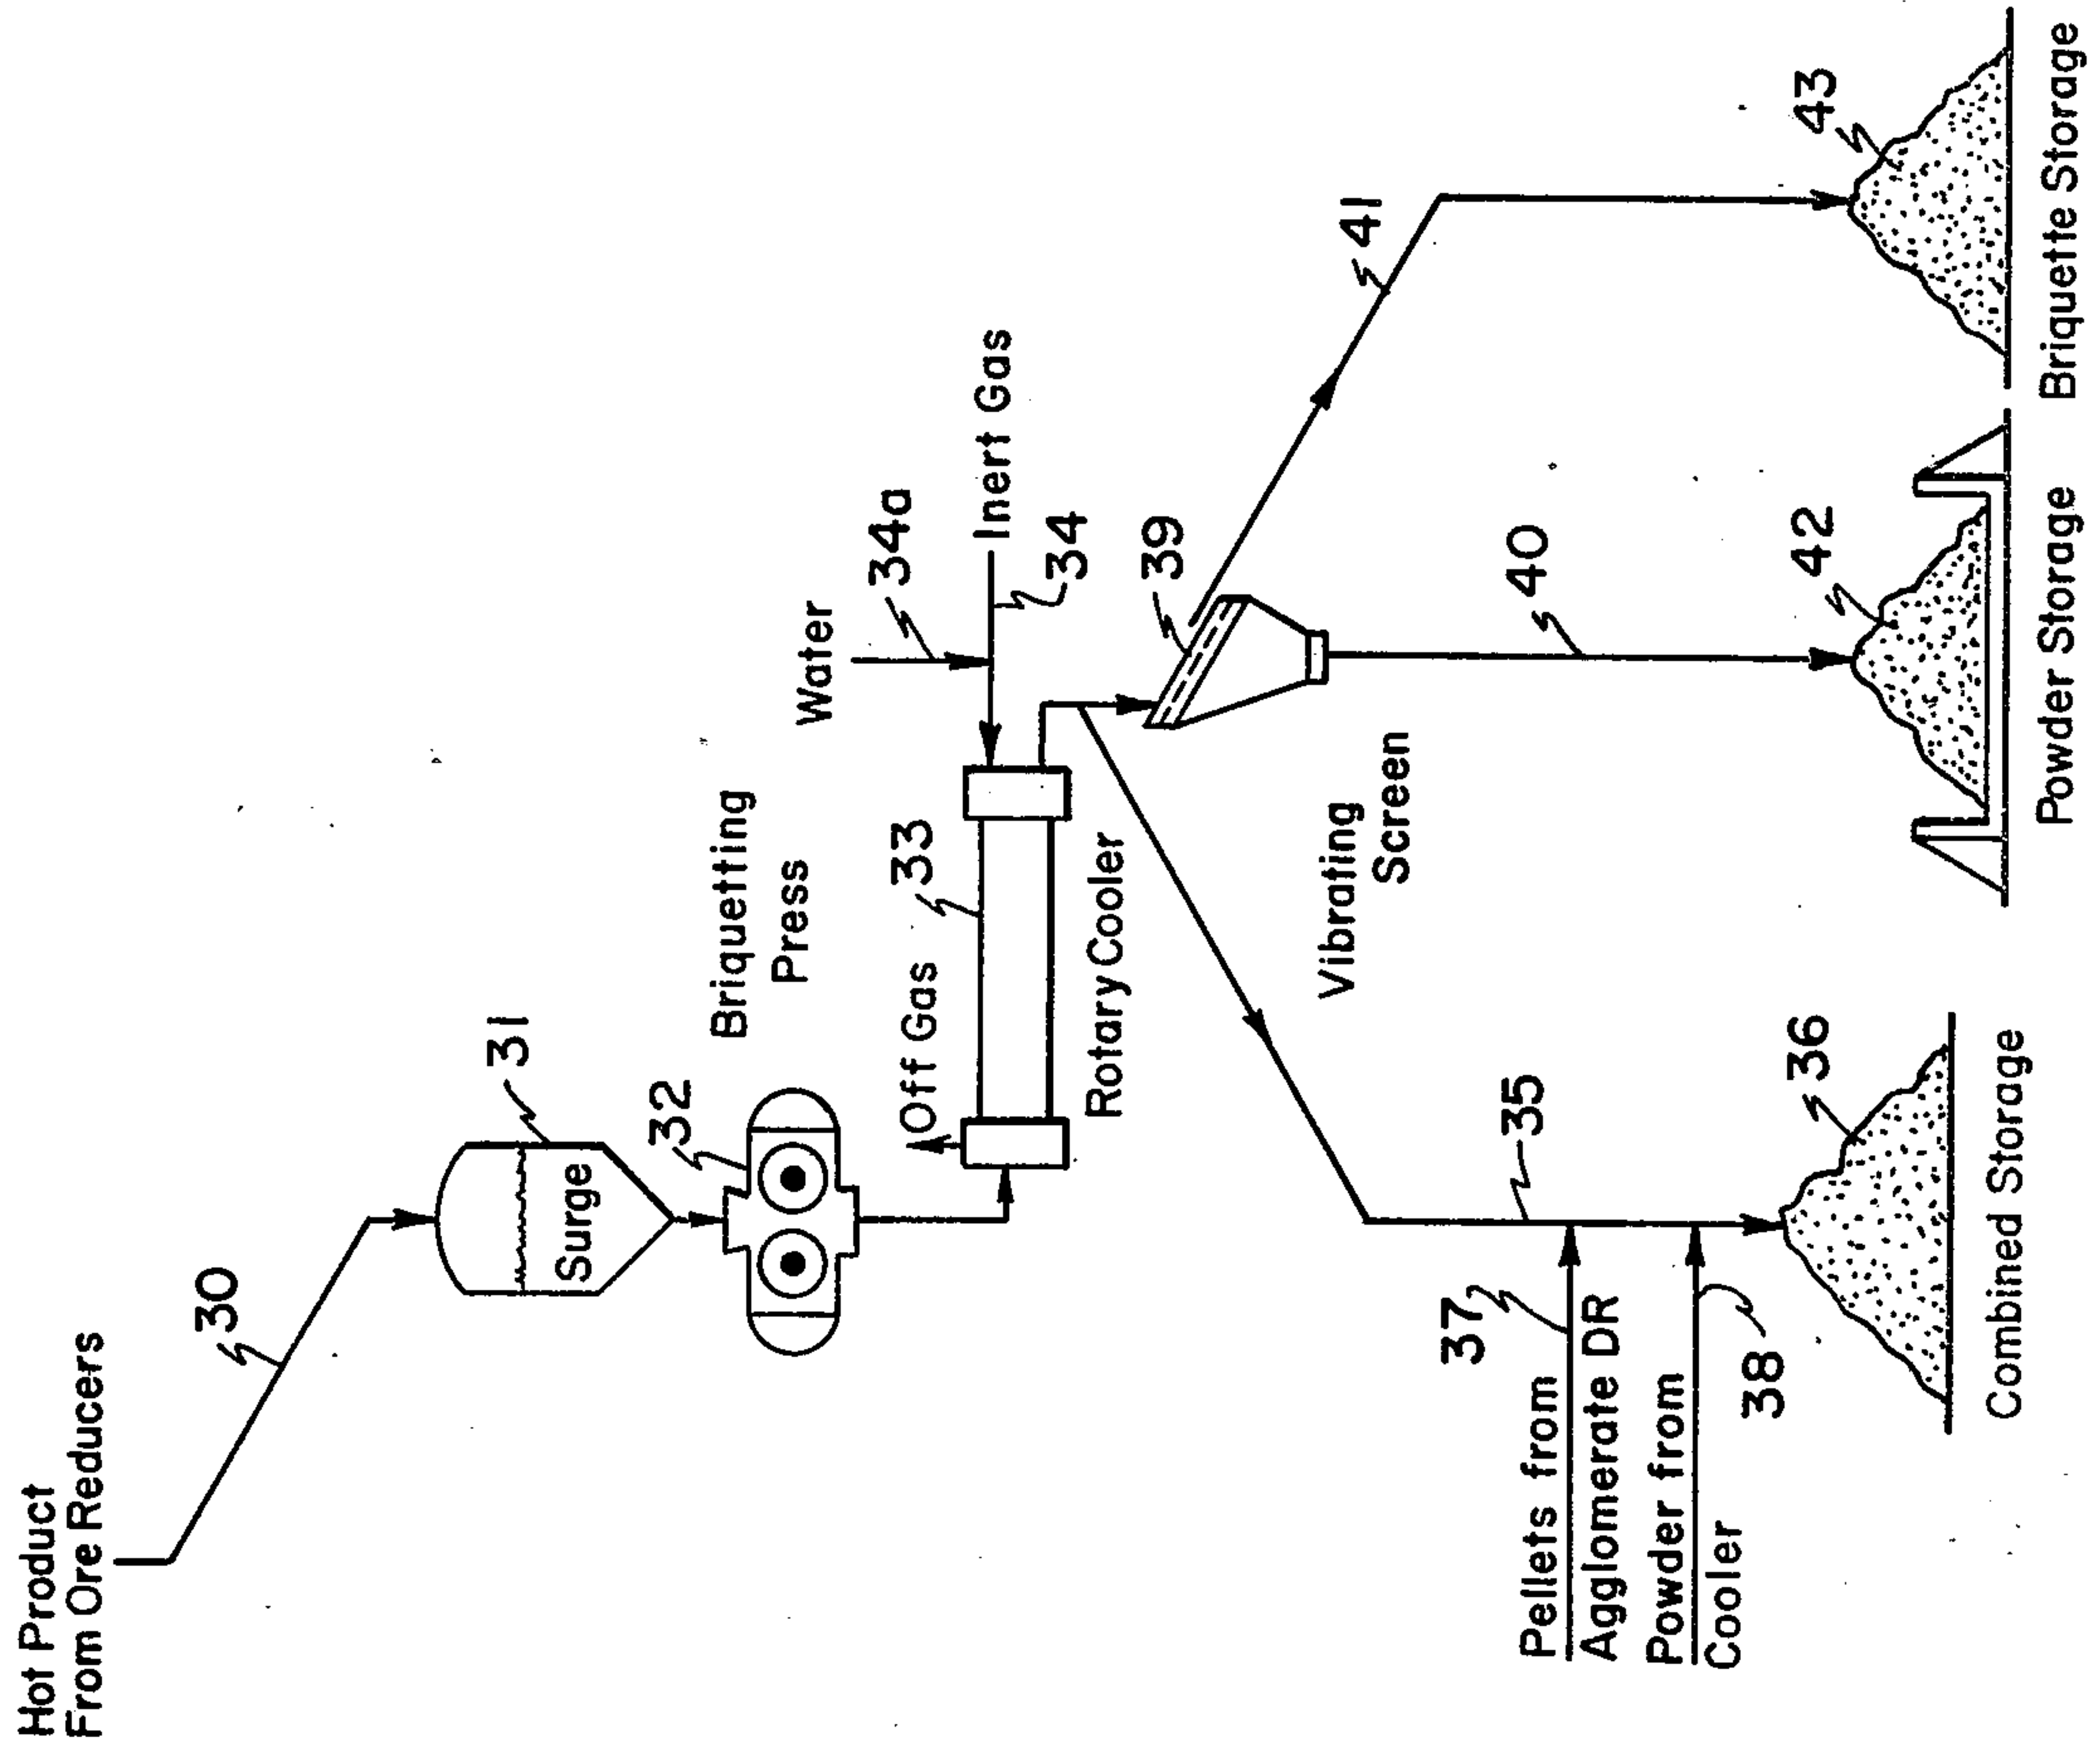 Hot Product
From Ore Reducers
30
31
Surge
32
Briquetting
Press
Off Gas
33
Rotary Cooler
Water
34a
Inert Gas
34
39
Vibrating
Screen
41
40
35
37
Pellets from
Agglomerate DR
Powder from
Cooler
38
36
Combined Storage
42
Powder Storage
43
Briquette Storage